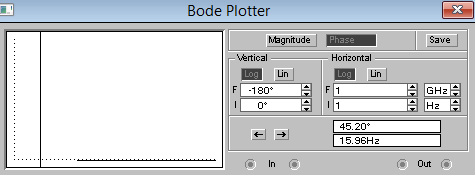 Bode Plotter
Magnitude Phase Save
Vertical Horizontal
Log Lin Log Lin
F -180° F 1 GHz
I 0° I 1 Hz
← → 45.20°
15.96Hz
In Out